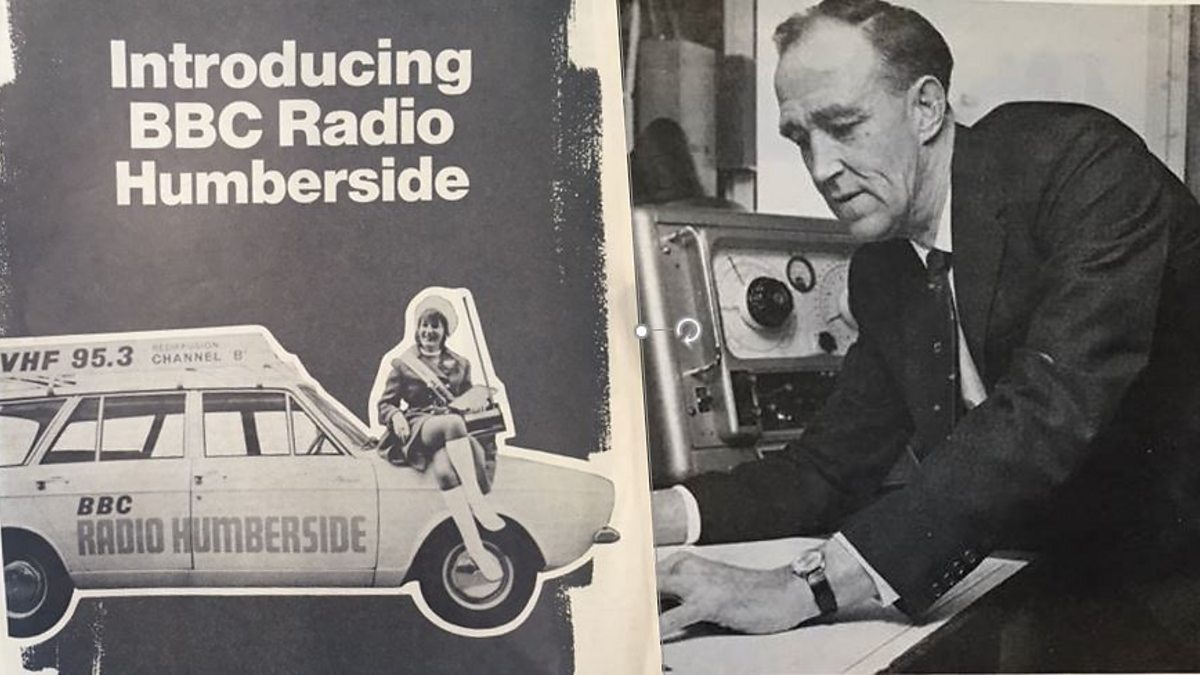 Introducing
BBC Radio
Humberside
VHF 95.3
REDIFFUSION
CHANNEL 'B'
BBC
RADIO HUMBERSIDE